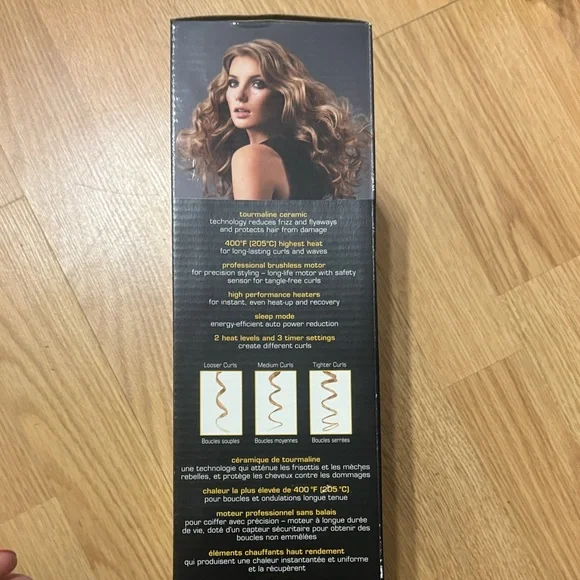 tourmaline ceramic
technology reduces frizz and flyaways
and protects hair from damage
400°F (205°C) highest heat
for long-lasting curls and waves
professional brushless motor
for precision styling – long-life motor with safety
sensor for tangle-free curls
high performance heaters
for instant, even heat-up and recovery
sleep mode
energy-efficient auto power reduction
2 heat levels and 3 timer settings
create different curls
Looser Curls Medium Curls Tighter Curls
Boucles souples Boucles moyennes Boucles serrées
céramique de tourmaline
une technologie qui atténue les frisottis et les mèches
rebelles, et protège les cheveux contre les dommages
chaleur la plus élevée de 400 °F (205 °C)
pour boucles et ondulations longue tenue
moteur professionnel sans balais
pour coiffer avec précision – moteur à longue durée
de vie, doté d'un capteur sécuritaire pour obtenir des
boucles non emmêlées
éléments chauffants haut rendement
qui produisent une chaleur instantanée et uniforme
et la récupèrent